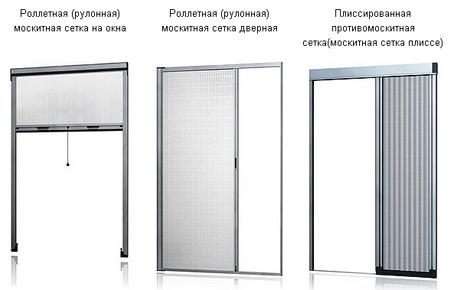 Роллетная (рулонная)
москитная сетка на окна
Роллетная (рулонная)
москитная сетка дверная
Плиссированная
противомоскитная
сетка(москитная сетка плиссе)